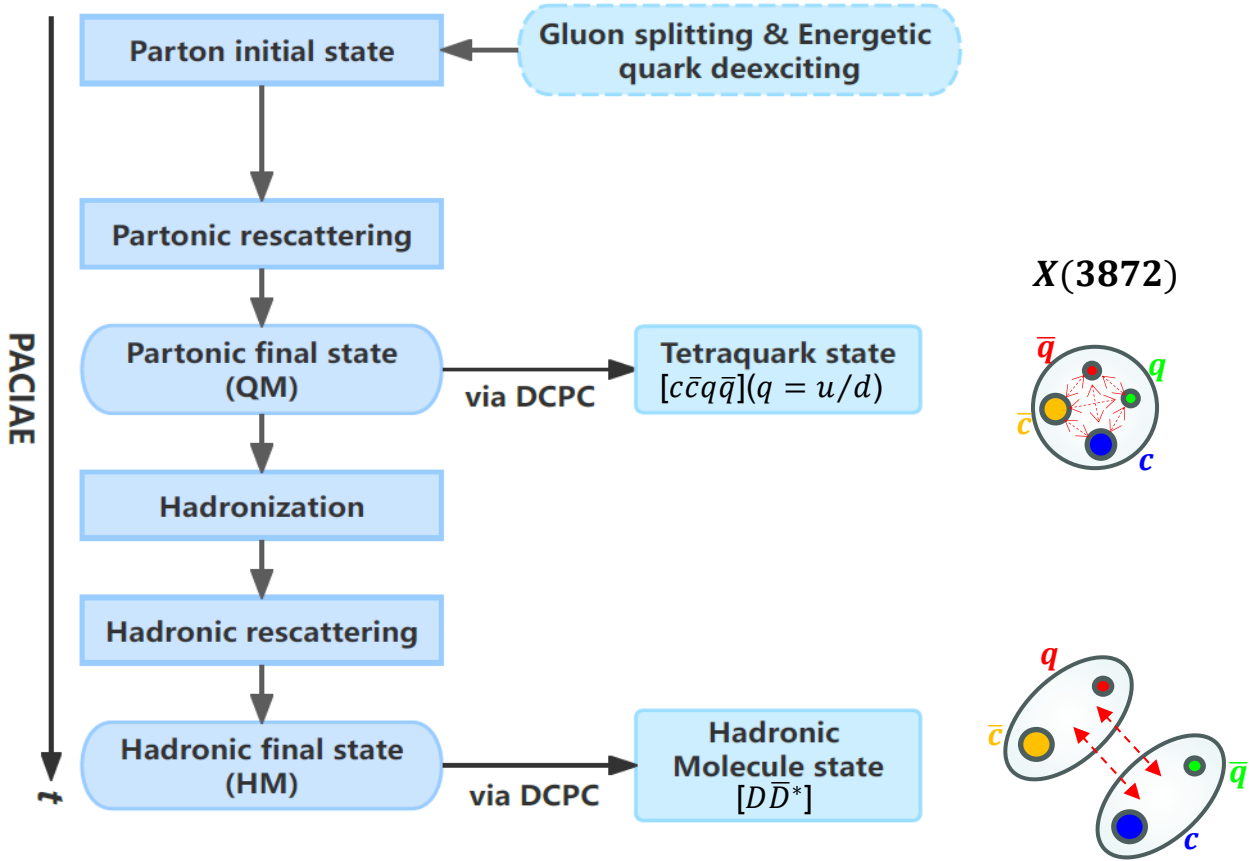 Parton initial state
Gluon splitting & Energetic
quark deexciting
Partonic rescattering
X(3872)
PACIAE
Partonic final state
(QM)
via DCPC
Tetraquark state
[cc̄qq̄](q = u/d)
q̄
q
c̄
c
Hadronization
Hadronic rescattering
Hadronic final state
(HM)
via DCPC
Hadronic
Molecule state
[DD̄*]
q
c̄
q̄
c
t